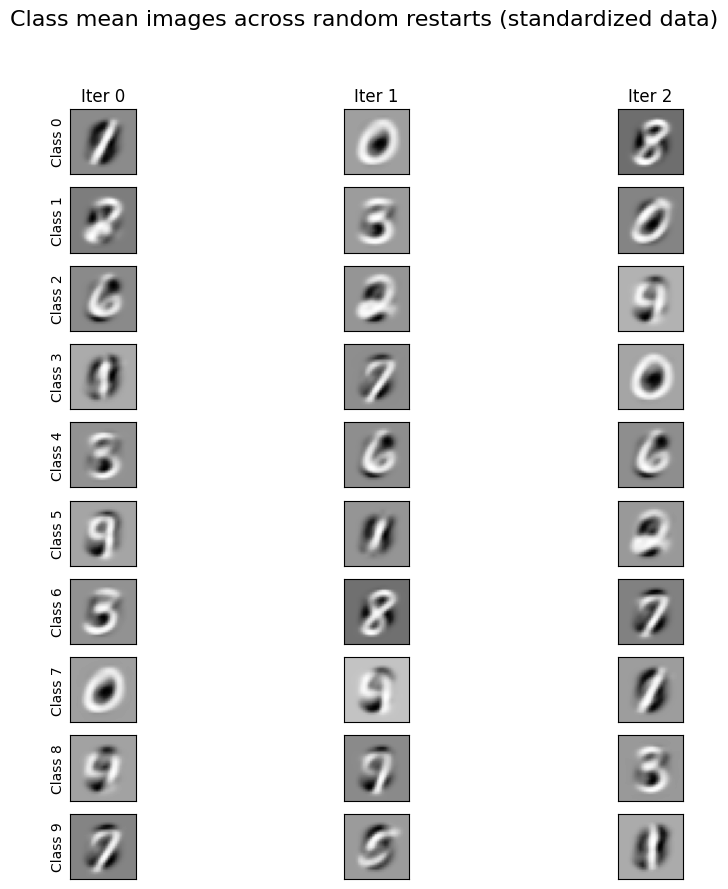 Class mean images across random restarts (standardized data)
Iter 0 Iter 1 Iter 2
Class 0
Class 1
Class 2
Class 3
Class 4
Class 5
Class 6
Class 7
Class 8
Class 9